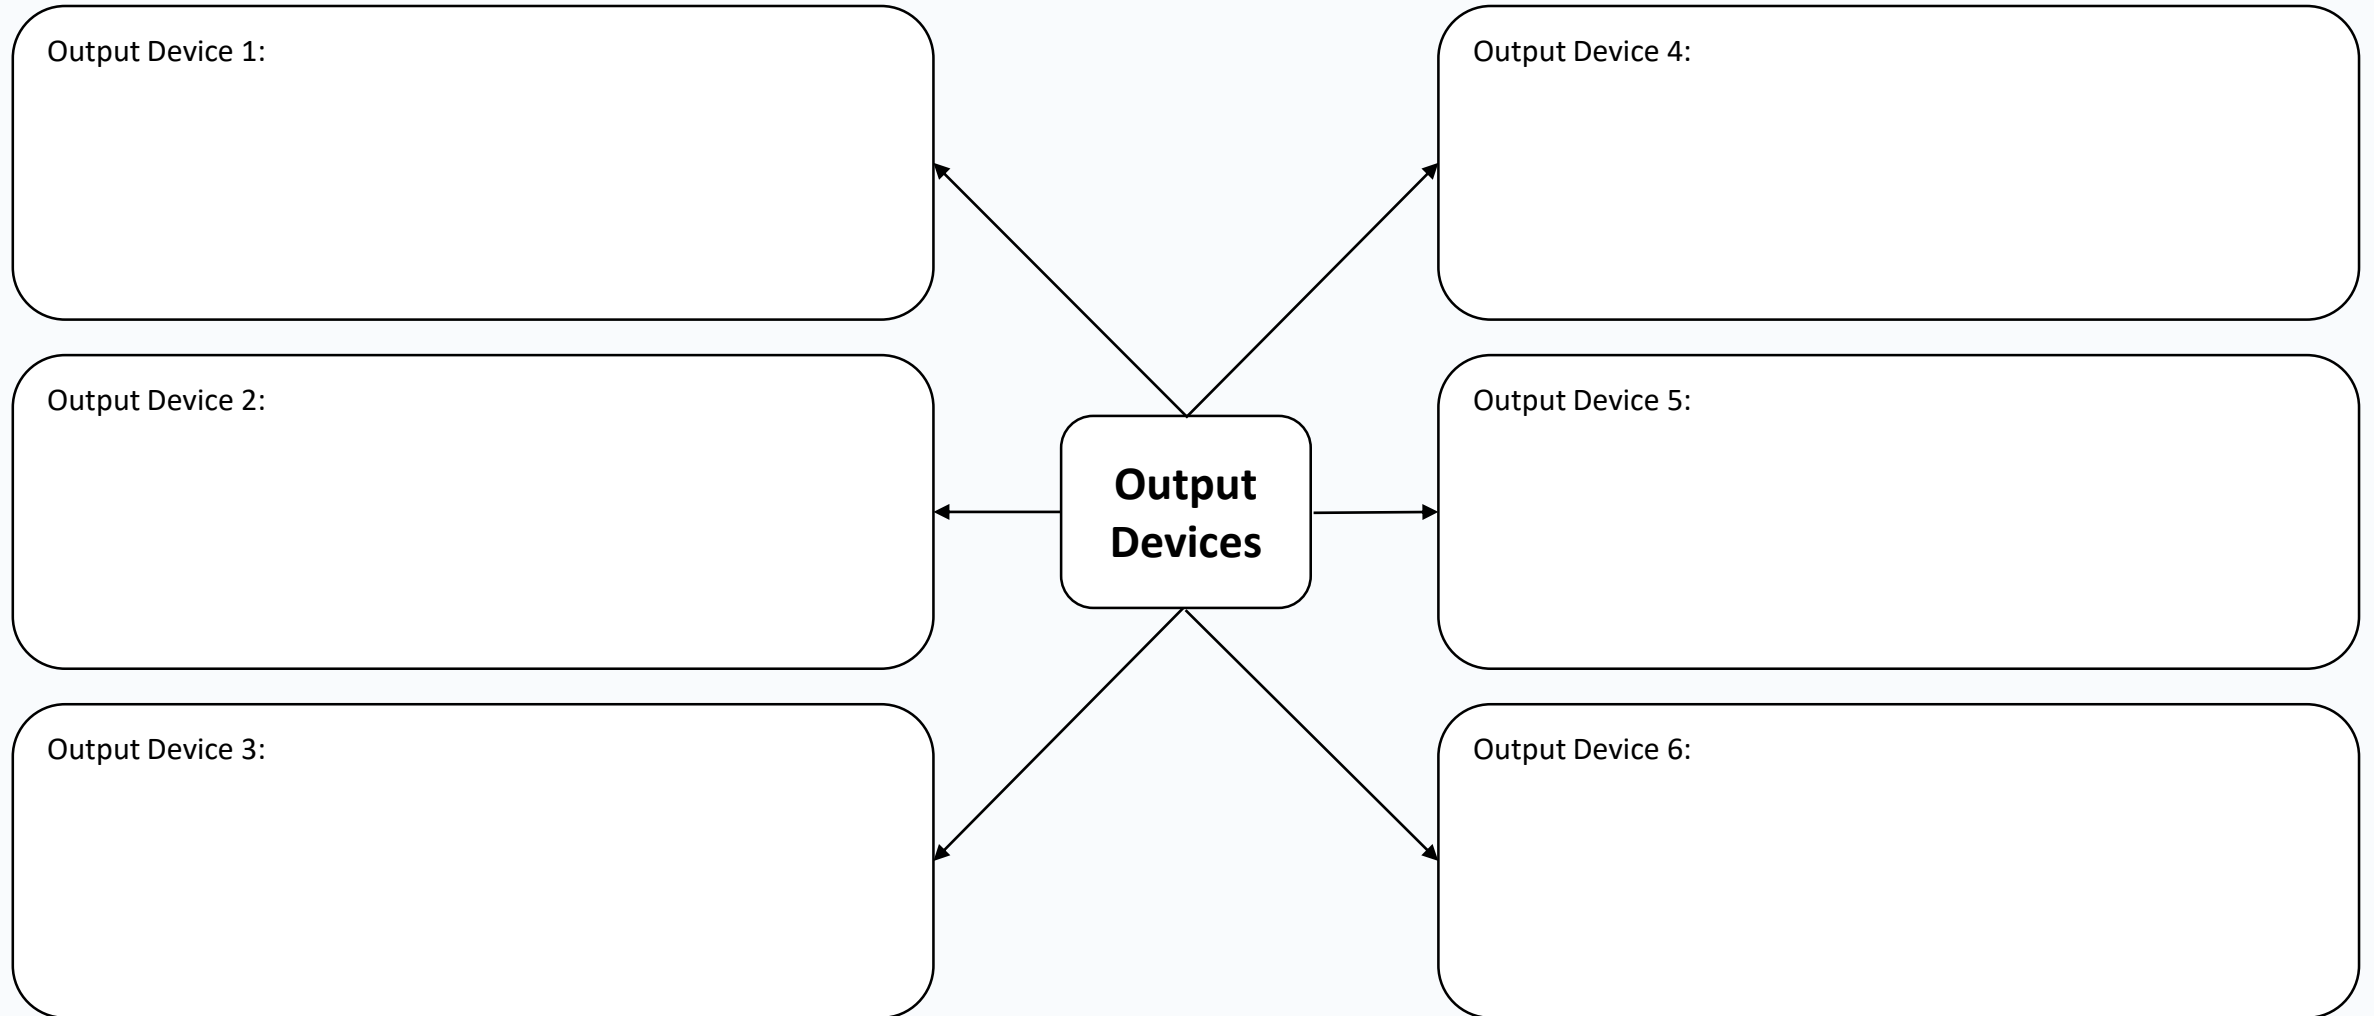 Output Device 1:
Output Device 2:
Output Device 3:
Output
Devices
Output Device 4:
Output Device 5:
Output Device 6: